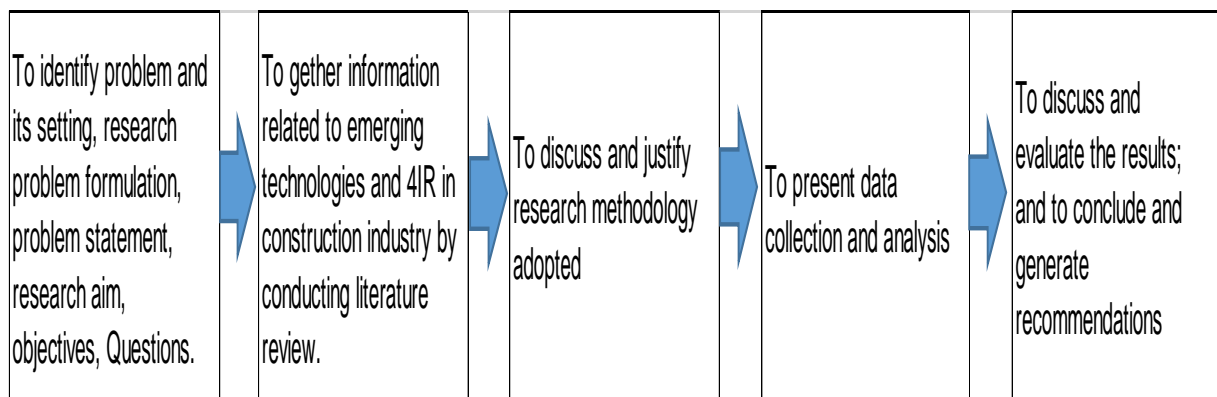 To identify problem and
its setting, research
problem formulation,
problem statement,
research aim,
objectives, Questions.
To gether information
related to emerging
technologies and 4IR in
construction industry by
conducting literature
review.
To discuss and justify
research methodology
adopted
To present data
collection and analysis
To discuss and
evaluate the results;
and to conclude and
generate
recommendations